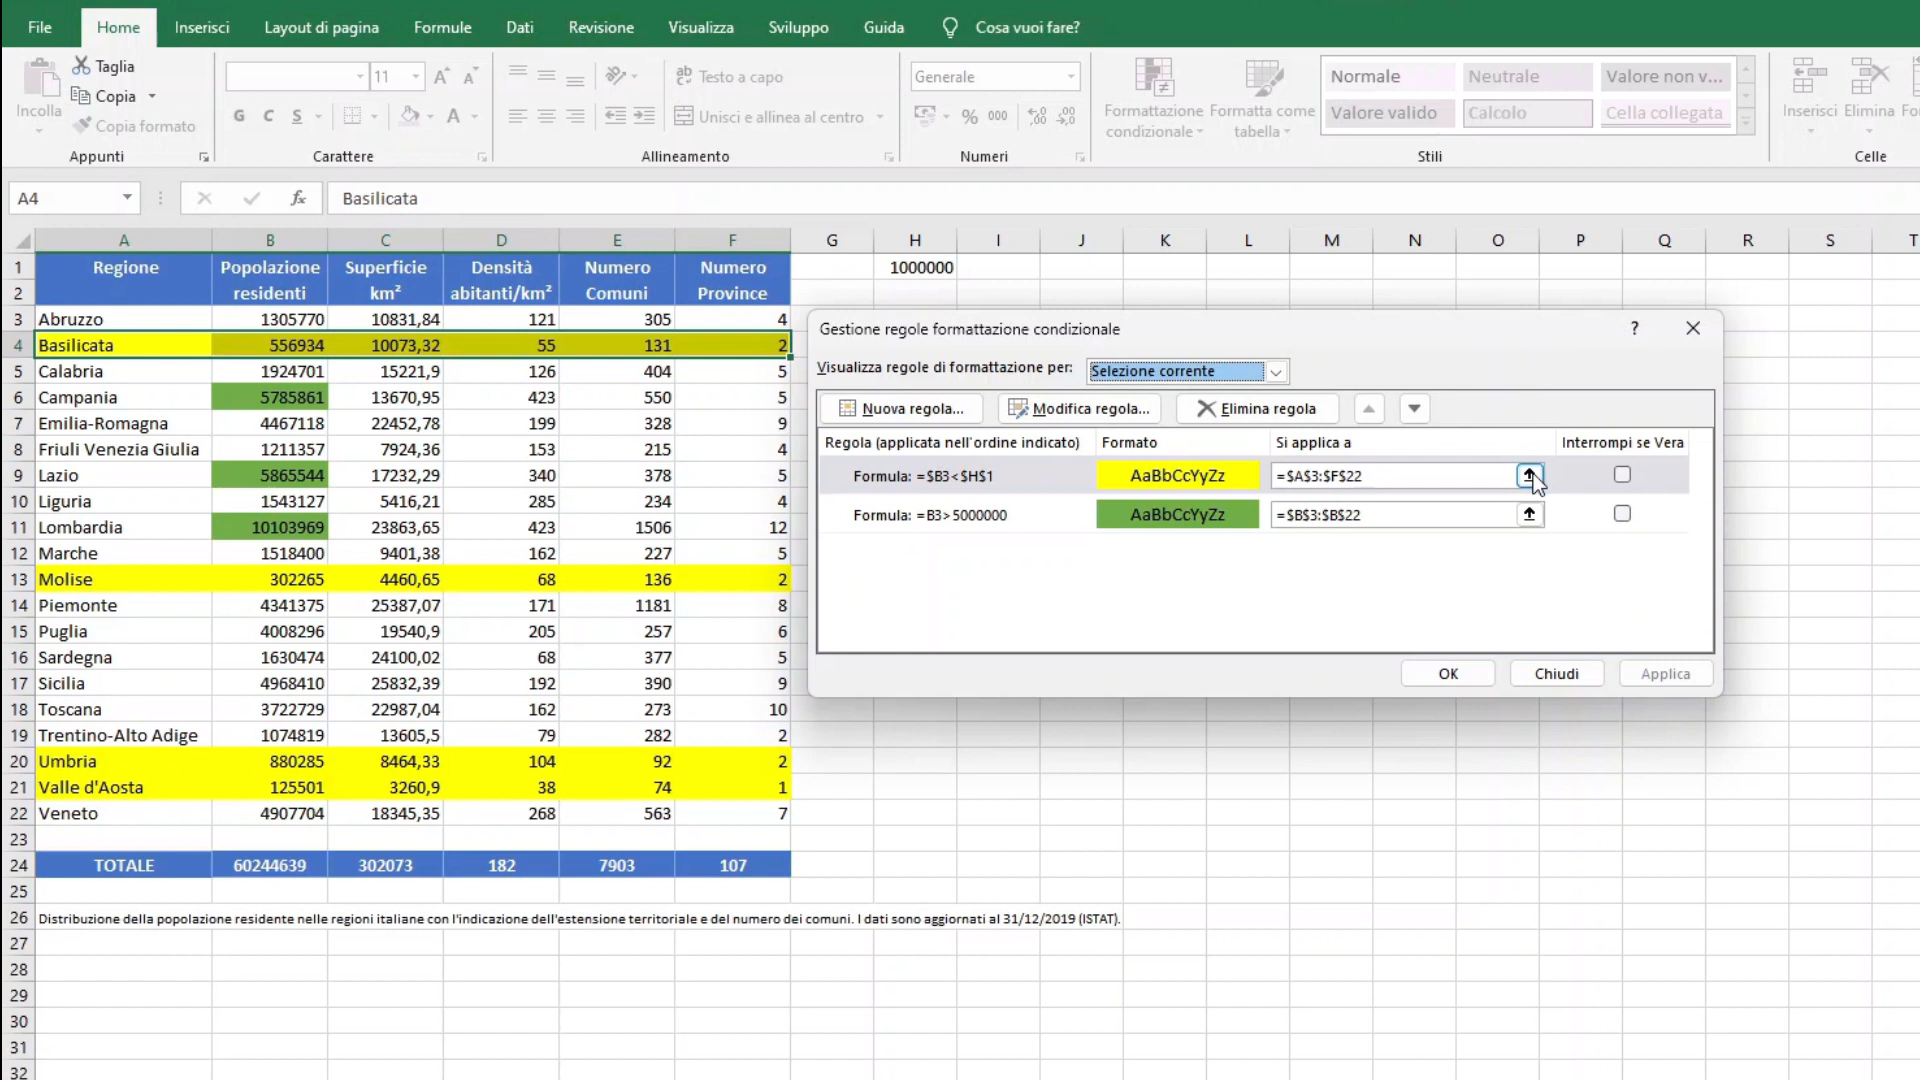 File Home Inserisci Layout di pagina Formule Dati Revisione Visualizza Sviluppo Guida Cosa vuoi fare?
Incolla
Taglia
Copia
Copia formato
Appunti
11
G C S
Carattere
Testo a capo
Unisci e allinea al centro
Allineamento
Generale
% 000
Numeri
Formattazione condizionale
Formatta come tabella
Normale Neutrale Valore non v...
Valore valido Calcolo Cella collegata
Stili
Inserisci Elimina
Celle
A4 fx Basilicata
A B C D E F G H I J K L M N O P Q R S T
1 Regione Popolazione Superficie Densità Numero Numero 1000000
2 residenti km² abitanti/km² Comuni Province
3 Abruzzo 1305770 10831,84 121 305 4
4 Basilicata 556934 10073,32 55 131 2
5 Calabria 1924701 15221,9 126 404 5
6 Campania 5785861 13670,95 423 550 5
7 Emilia-Romagna 4467118 22452,78 199 328 9
8 Friuli Venezia Giulia 1211357 7924,36 153 215 4
9 Lazio 5865544 17232,29 340 378 5
10 Liguria 1543127 5416,21 285 234 4
11 Lombardia 10103969 23863,65 423 1506 12
12 Marche 1518400 9401,38 162 227 5
13 Molise 302265 4460,65 68 136 2
14 Piemonte 4341375 25387,07 171 1181 8
15 Puglia 4008296 19540,9 205 257 6
16 Sardegna 1630474 24100,02 68 377 5
17 Sicilia 4968410 25832,39 192 390 9
18 Toscana 3722729 22987,04 162 273 10
19 Trentino-Alto Adige 1074819 13605,5 79 282 2
20 Umbria 880285 8464,33 104 92 2
21 Valle d'Aosta 125501 3260,9 38 74 1
22 Veneto 4907704 18345,35 268 563 7
23
24 TOTALE 60244639 302073 182 7903 107
25
26 Distribuzione della popolazione residente nelle regioni italiane con l'indicazione dell'estensione territoriale e del numero dei comuni. I dati sono aggiornati al 31/12/2019 (ISTAT).
27
28
29
30
31
32
Gestione regole formattazione condizionale ?
Visualizza regole di formattazione per: Selezione corrente
Nuova regola... Modifica regola... Elimina regola
Regola (applicata nell'ordine indicato) Formato Si applica a Interrompi se Vera
Formula: =$B3<$H$1 AaBbCcYyZz =$A$3:$F$22
Formula: =B3>5000000 AaBbCcYyZz =$B$3:$B$22
OK Chiudi Applica